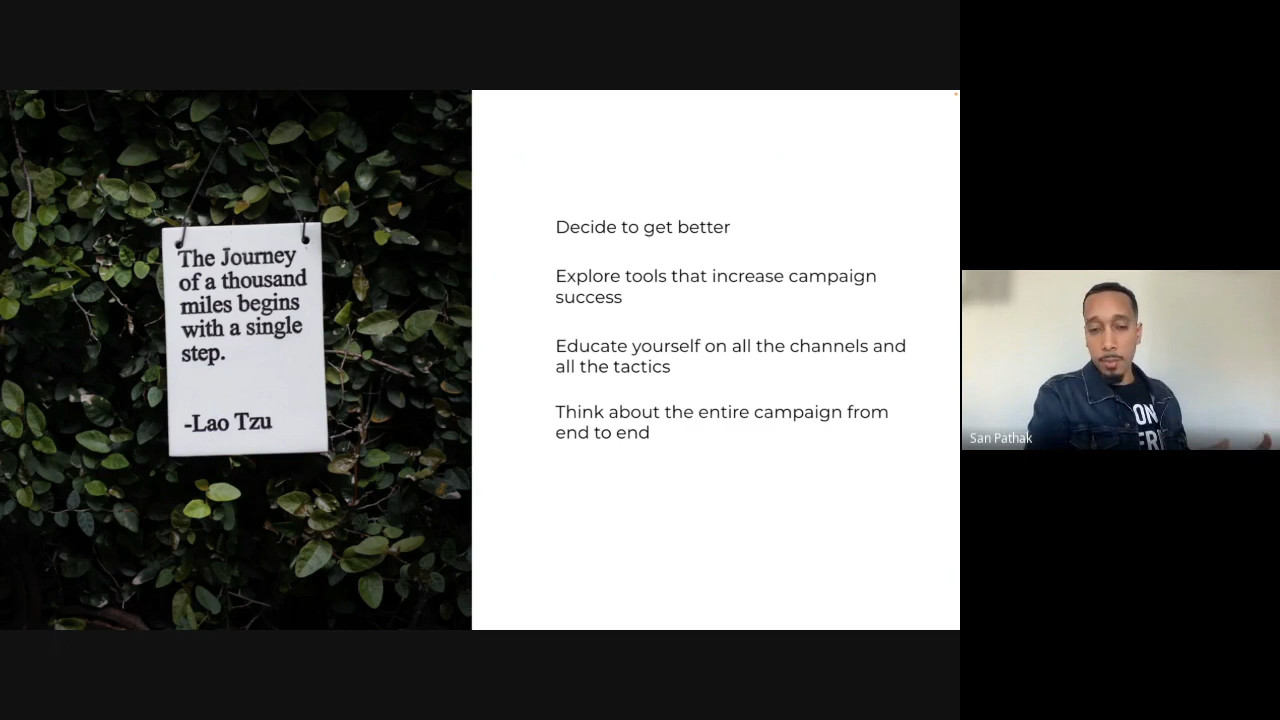 The Journey
of a thousand
miles begins
with a single
step.
-Lao Tzu
Decide to get better
Explore tools that increase campaign
success
Educate yourself on all the channels and
all the tactics
Think about the entire campaign from
end to end
San Pathak
ON